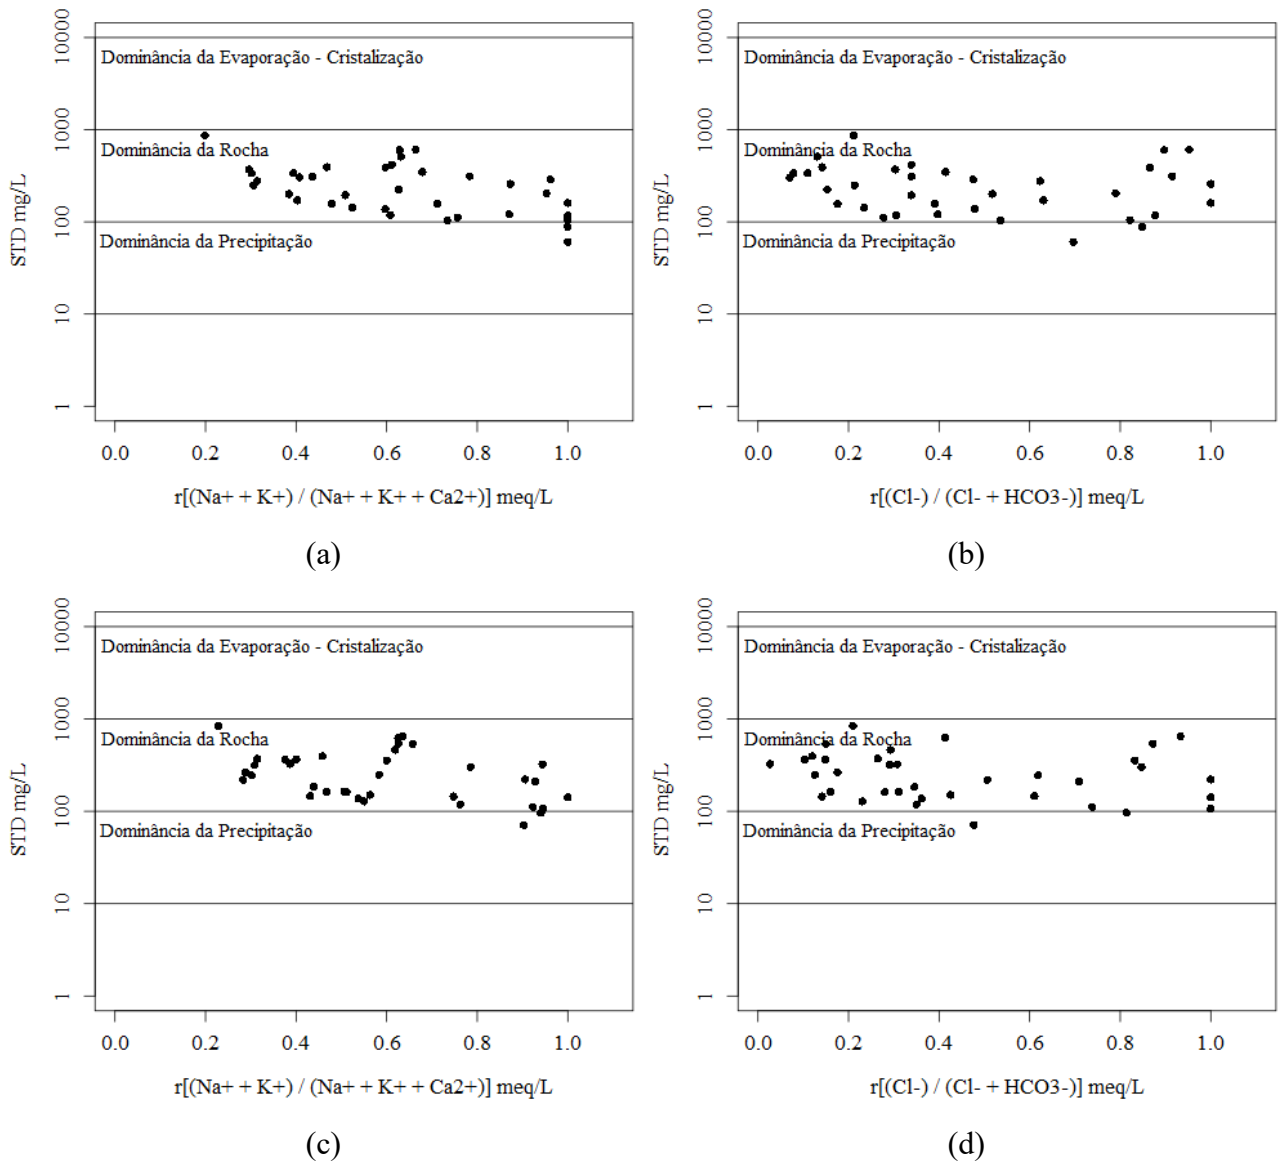 10000
1000
100
10
1
STD mg/L
Dominância da Evaporação - Cristalização
Dominância da Rocha
Dominância da Precipitação
0.0 0.2 0.4 0.6 0.8 1.0
r[(Na+ + K+) / (Na+ + K+ + Ca2+)] meq/L
(a)
10000
1000
100
10
1
STD mg/L
Dominância da Evaporação - Cristalização
Dominância da Rocha
Dominância da Precipitação
0.0 0.2 0.4 0.6 0.8 1.0
r[(Cl-) / (Cl- + HCO3-)] meq/L
(b)
10000
1000
100
10
1
STD mg/L
Dominância da Evaporação - Cristalização
Dominância da Rocha
Dominância da Precipitação
0.0 0.2 0.4 0.6 0.8 1.0
r[(Na+ + K+) / (Na+ + K+ + Ca2+)] meq/L
(c)
10000
1000
100
10
1
STD mg/L
Dominância da Evaporação - Cristalização
Dominância da Rocha
Dominância da Precipitação
0.0 0.2 0.4 0.6 0.8 1.0
r[(Cl-) / (Cl- + HCO3-)] meq/L
(d)